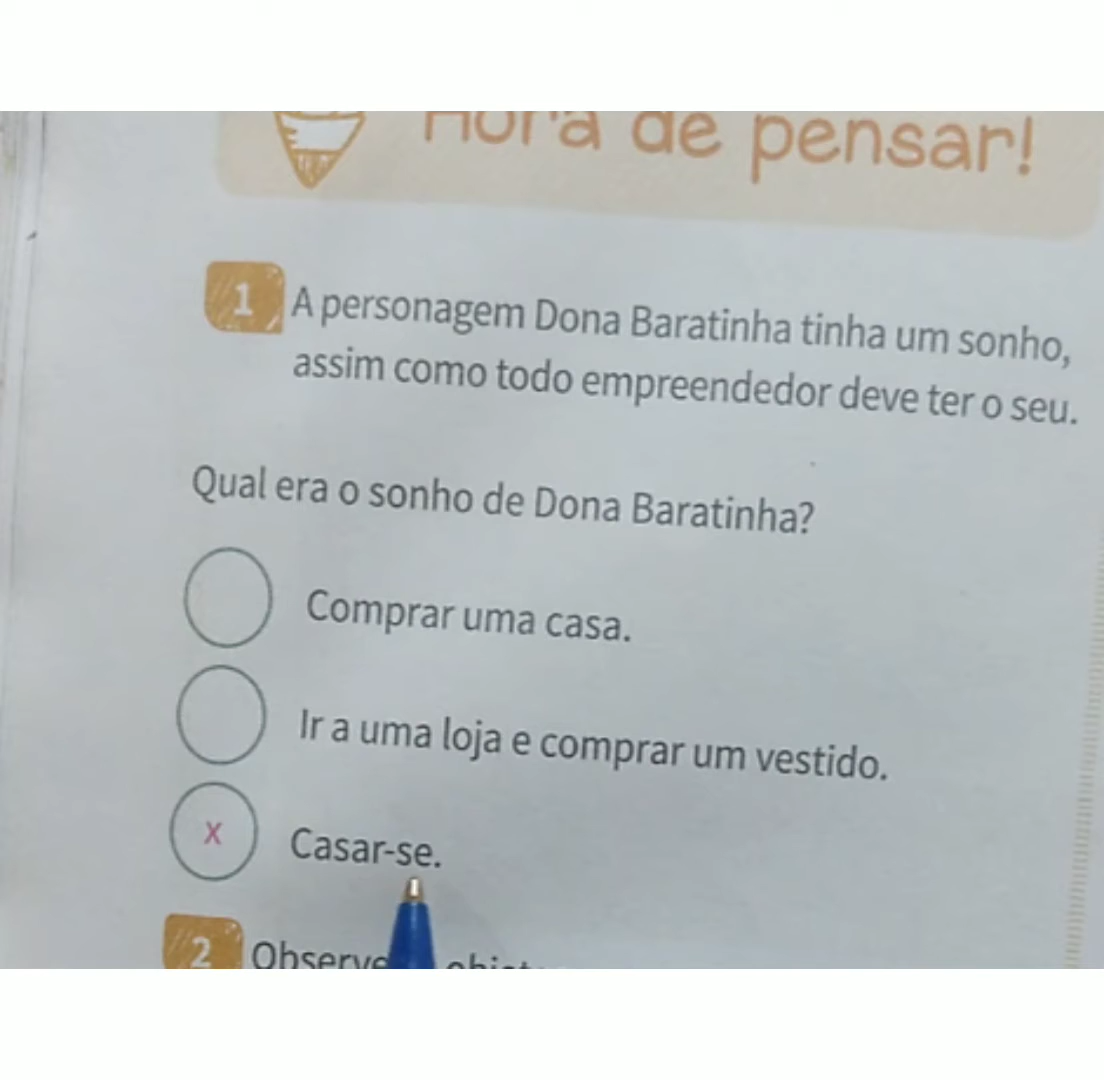 Hora de pensar!
1 A personagem Dona Baratinha tinha um sonho,
assim como todo empreendedor deve ter o seu.
Qual era o sonho de Dona Baratinha?
Comprar uma casa.
Ir a uma loja e comprar um vestido.
X Casar-se.
2 Observe